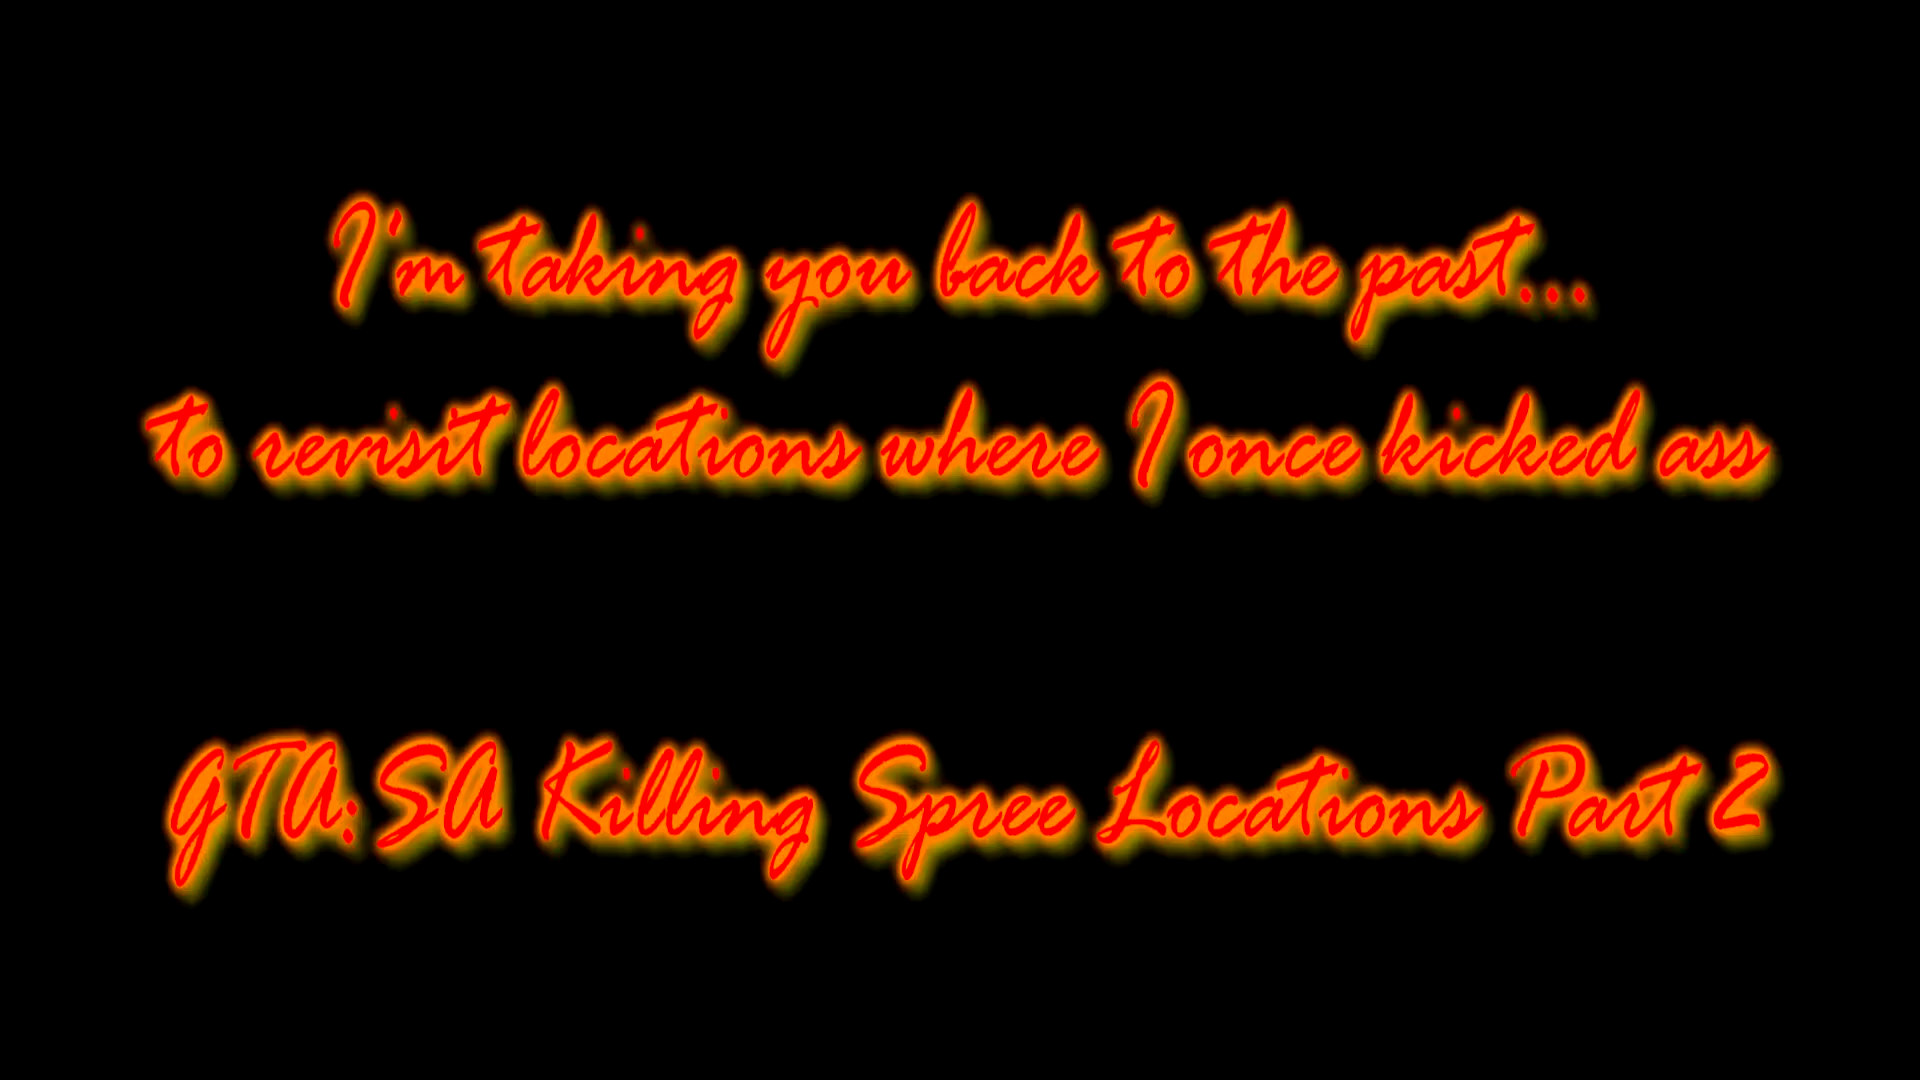 I'm taking you back to the past...
to revisit locations where I once kicked ass
GTA: SA Killing Spree Locations Part 2